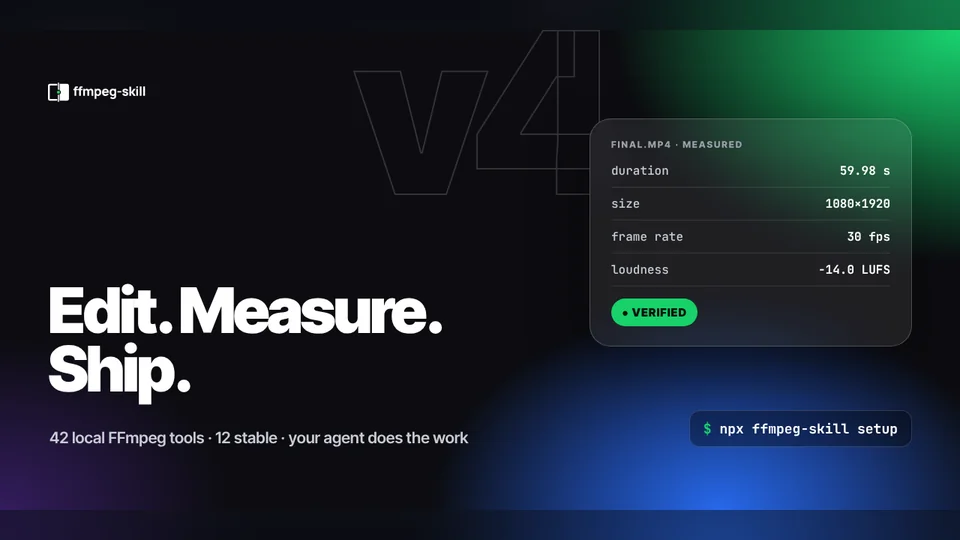 ffmpeg-skill
v4
FINAL.MP4 · MEASURED
duration 59.98 s
size 1080×1920
frame rate 30 fps
loudness -14.0 LUFS
• VERIFIED
Edit. Measure.
Ship.
42 local FFmpeg tools · 12 stable · your agent does the work
$ npx ffmpeg-skill setup